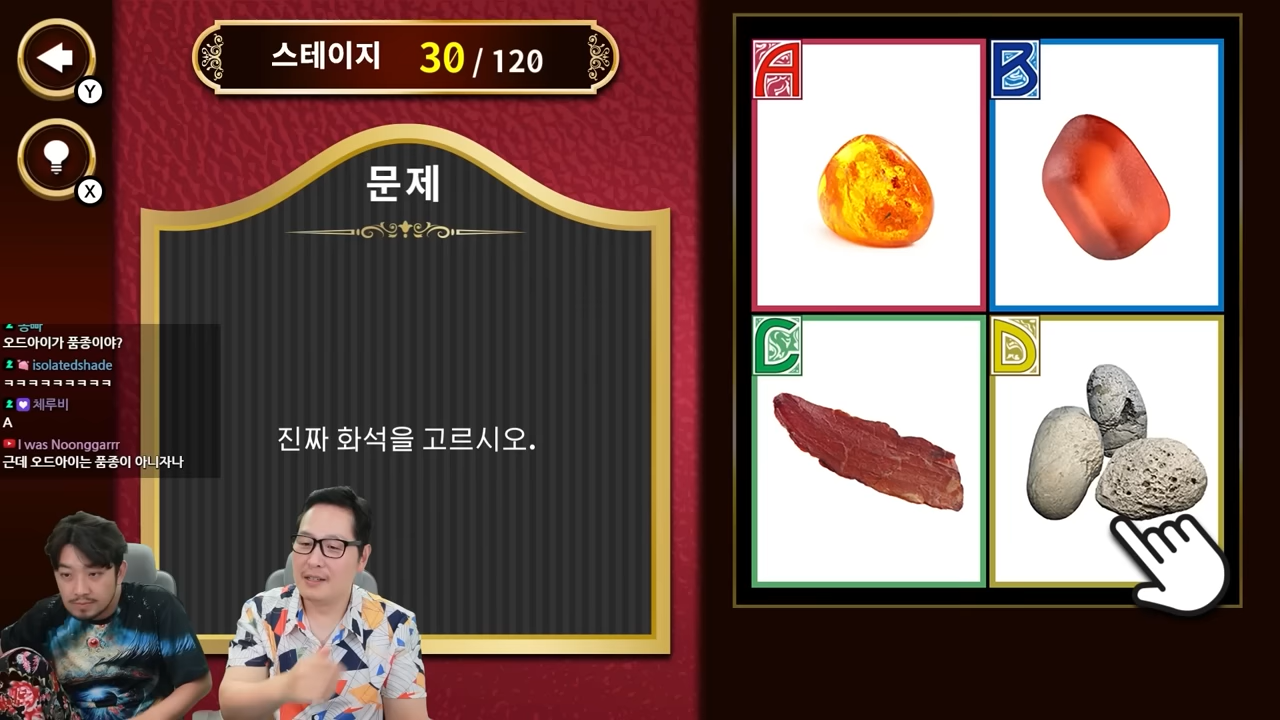 스테이지 30 / 120
Y
X
문제
진짜 화석을 고르시오.
A
B
C
D
오드아이가 품종이야?
isolatedshade
ㅋㅋㅋㅋㅋㅋㅋㅋㅋ
체루비
A
I was Noonggarrr
근데 오드아이는 품종이 아니자나